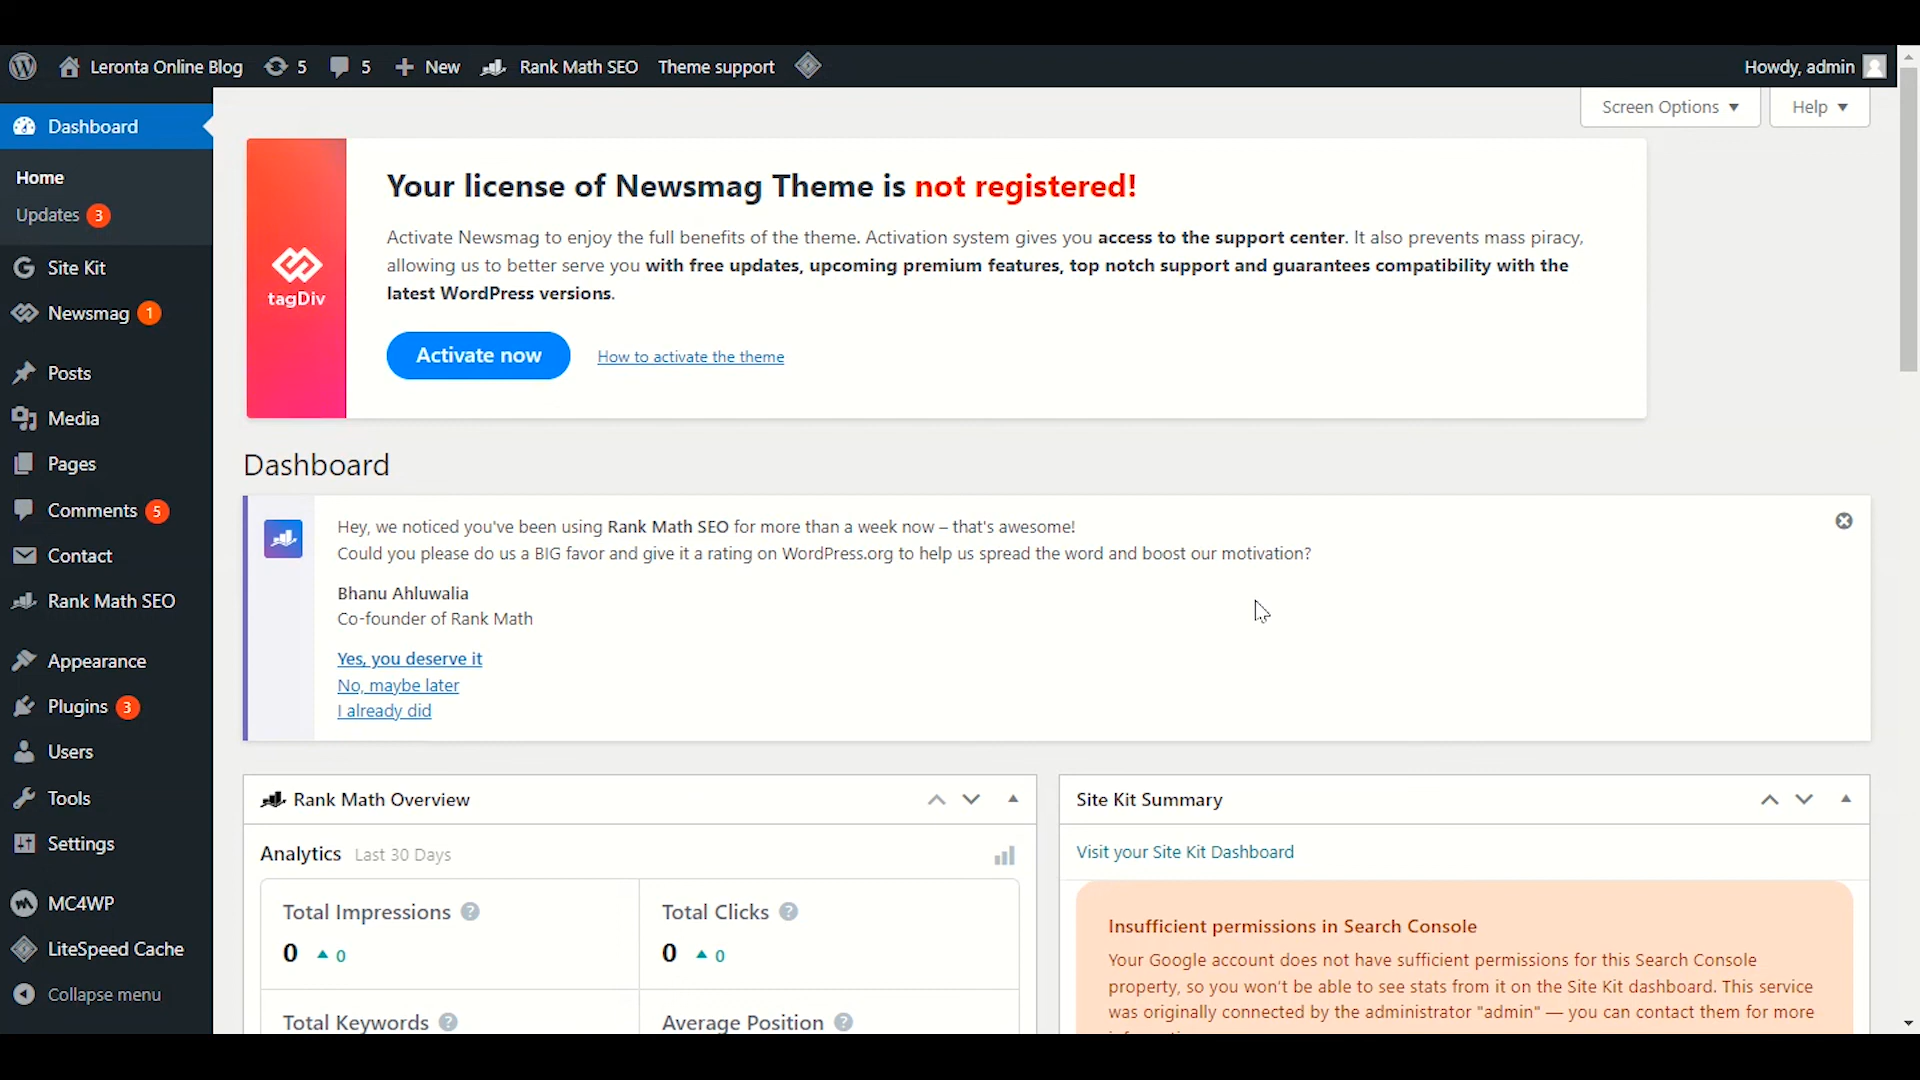 Leronta Online Blog 5 5 New Rank Math SEO Theme support Howdy, admin
Screen Options Help
Dashboard
Home
Updates 3
Site Kit
Newsmag 1
Posts
Media
Pages
Comments 5
Contact
Rank Math SEO
Appearance
Plugins 3
Users
Tools
Settings
MC4WP
LiteSpeed Cache
Collapse menu
tagDiv
Your license of Newsmag Theme is not registered!
Activate Newsmag to enjoy the full benefits of the theme. Activation system gives you access to the support center. It also prevents mass piracy,
allowing us to better serve you with free updates, upcoming premium features, top notch support and guarantees compatibility with the
latest WordPress versions.
Activate now How to activate the theme
Dashboard
Hey, we noticed you've been using Rank Math SEO for more than a week now – that's awesome!
Could you please do us a BIG favor and give it a rating on WordPress.org to help us spread the word and boost our motivation?
Bhanu Ahluwalia
Co-founder of Rank Math
Yes, you deserve it
No, maybe later
I already did
Rank Math Overview
Analytics Last 30 Days
Total Impressions ?
0 0
Total Clicks ?
0 0
Total Keywords ?
Average Position ?
Site Kit Summary
Visit your Site Kit Dashboard
Insufficient permissions in Search Console
Your Google account does not have sufficient permissions for this Search Console
property, so you won't be able to see stats from it on the Site Kit dashboard. This service
was originally connected by the administrator "admin" — you can contact them for more